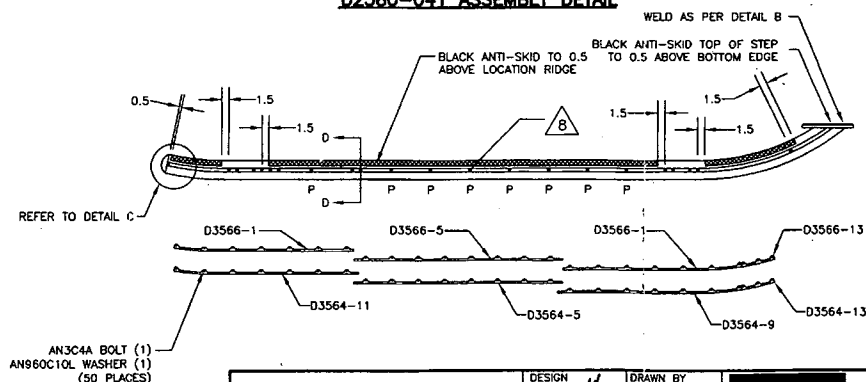 D2580-041 ASSEMBLY DETAIL
WELD AS PER DETAIL B
BLACK ANTI-SKID TO 0.5
ABOVE LOCATION RIDGE
BLACK ANTI-SKID TOP OF STEP
TO 0.5 ABOVE BOTTOM EDGE
0.5
1.5
1.5
1.5
1.5
1.5
8
D
D
P P P P P P P P
REFER TO DETAIL C
D3566-1
D3566-5
D3566-1
D3566-13
D3564-11
D3564-5
D3564-9
D3564-13
AN3C4A BOLT (1)
AN960C10L WASHER (1)
(50 PLACES)
DESIGN
DRAWN BY